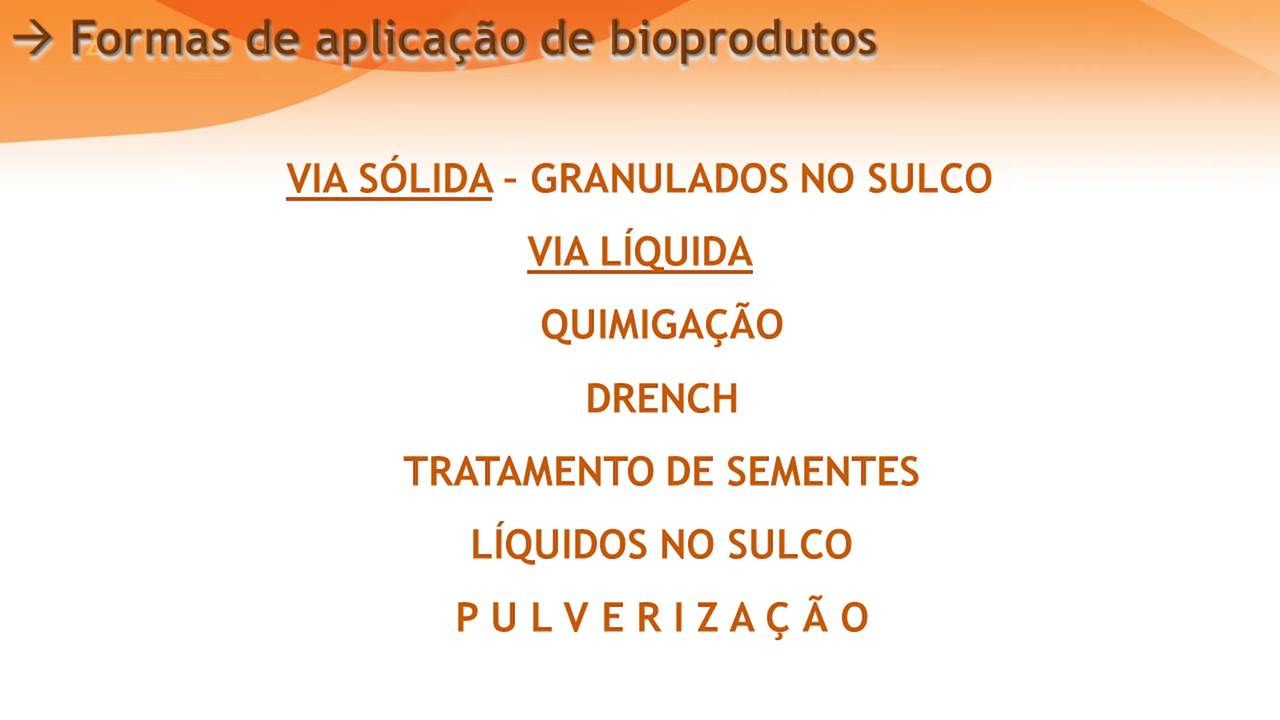 → Formas de aplicação de bioprodutos
VIA SÓLIDA – GRANULADOS NO SULCO
VIA LÍQUIDA
QUIMIGAÇÃO
DRENCH
TRATAMENTO DE SEMENTES
LÍQUIDOS NO SULCO
P U L V E R I Z A Ç Ã O